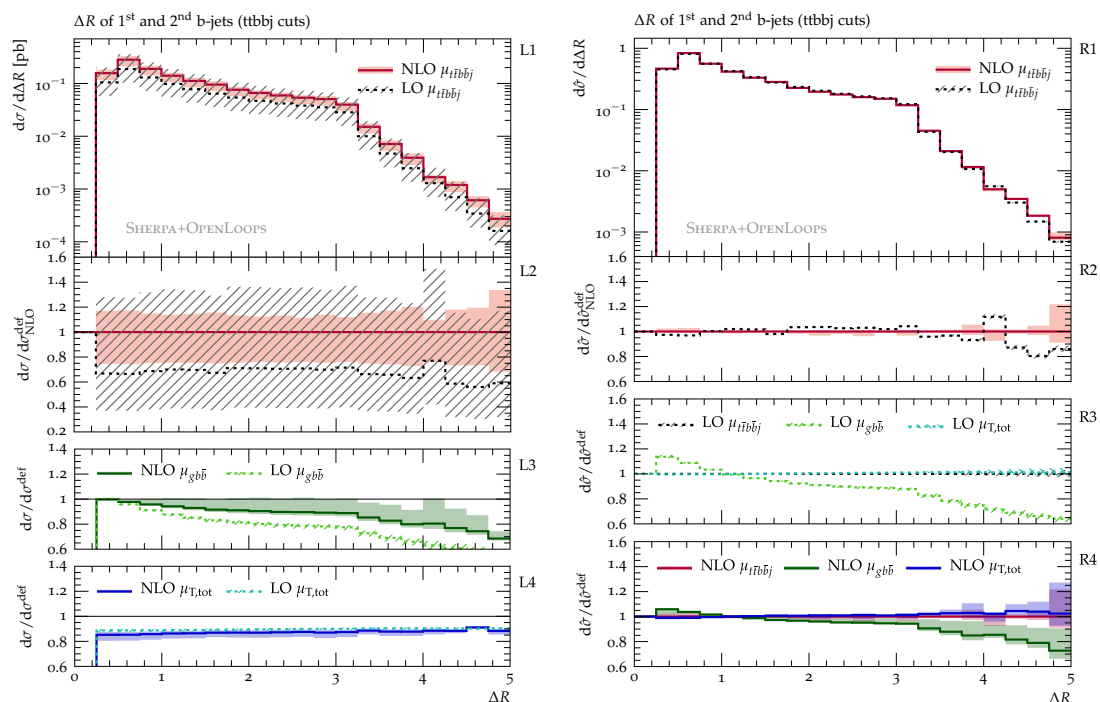 ΔR of 1st and 2nd b-jets (ttbbj cuts)
L1
dσ/dΔR [pb]
NLO μ_{tt̄bb̄j}
LO μ_{tt̄bb̄j}
10⁻¹
10⁻²
10⁻³
10⁻⁴
SHERPA+OPENLOOPS
L2
dσ/dσ^{def}_{NLO}
1.6
1.4
1.2
1
0.8
0.6
0.4
0.2
L3
dσ/dσ^{def}
NLO μ_{gbb̄}
LO μ_{gbb̄}
1.4
1.2
1
0.8
0.6
L4
dσ/dσ^{def}
NLO μ_{T,tot}
LO μ_{T,tot}
1.4
1.2
1
0.8
0.6
0 1 2 3 4 5
ΔR
ΔR of 1st and 2nd b-jets (ttbbj cuts)
R1
dσ̂/dΔR
NLO μ_{tt̄bb̄j}
LO μ_{tt̄bb̄j}
1
10⁻¹
10⁻²
10⁻³
SHERPA+OPENLOOPS
R2
dσ̂/dσ̂^{def}_{NLO}
1.6
1.4
1.2
1
0.8
0.6
R3
dσ̂/dσ̂^{def}
LO μ_{tt̄bb̄j}
LO μ_{gbb̄}
LO μ_{T,tot}
1.4
1.2
1
0.8
0.6
R4
dσ̂/dσ̂^{def}
NLO μ_{tt̄bb̄j}
NLO μ_{gbb̄}
NLO μ_{T,tot}
1.4
1.2
1
0.8
0.6
0 1 2 3 4 5
ΔR